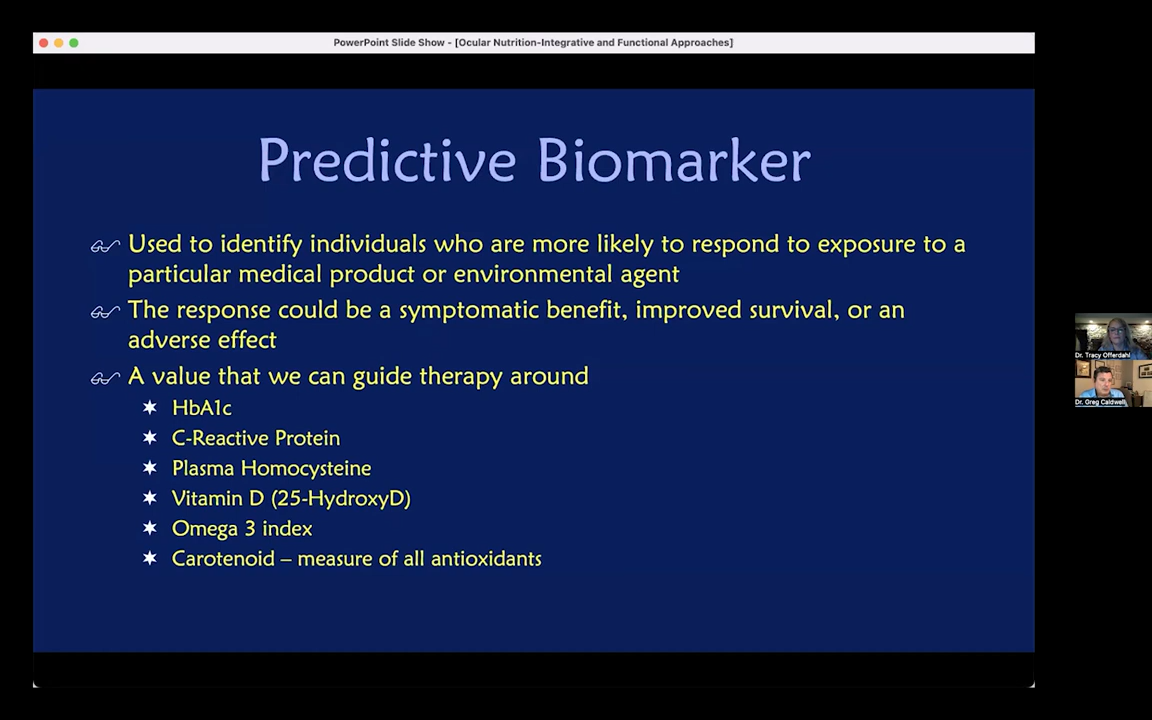 PowerPoint Slide Show - [Ocular Nutrition-Integrative and Functional Approaches]
Predictive Biomarker
Used to identify individuals who are more likely to respond to exposure to a
particular medical product or environmental agent
The response could be a symptomatic benefit, improved survival, or an
adverse effect
A value that we can guide therapy around
HbA1c
C-Reactive Protein
Plasma Homocysteine
Vitamin D (25-HydroxyD)
Omega 3 index
Carotenoid – measure of all antioxidants
Dr. Tracy Offerdahl
Dr. Greg Caldwell